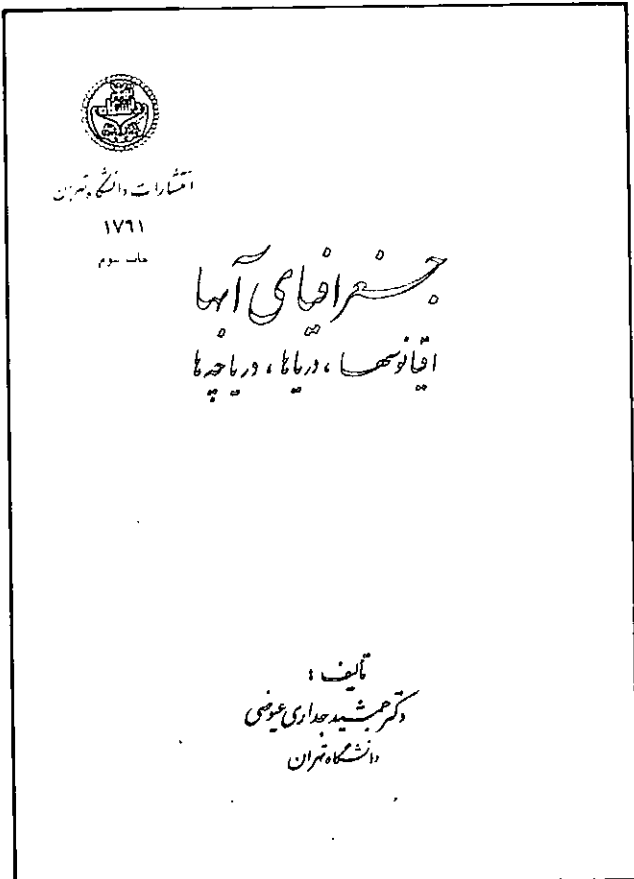 انتشارات دانشگاه تهران
۱۷۶۱
چاپ سوم
جغرافیای آبها
اقیانوسها ، دریاها ، دریاچه ها
تألیف :
دکتر جمشید جداری عیوضی
دانشگاه تهران